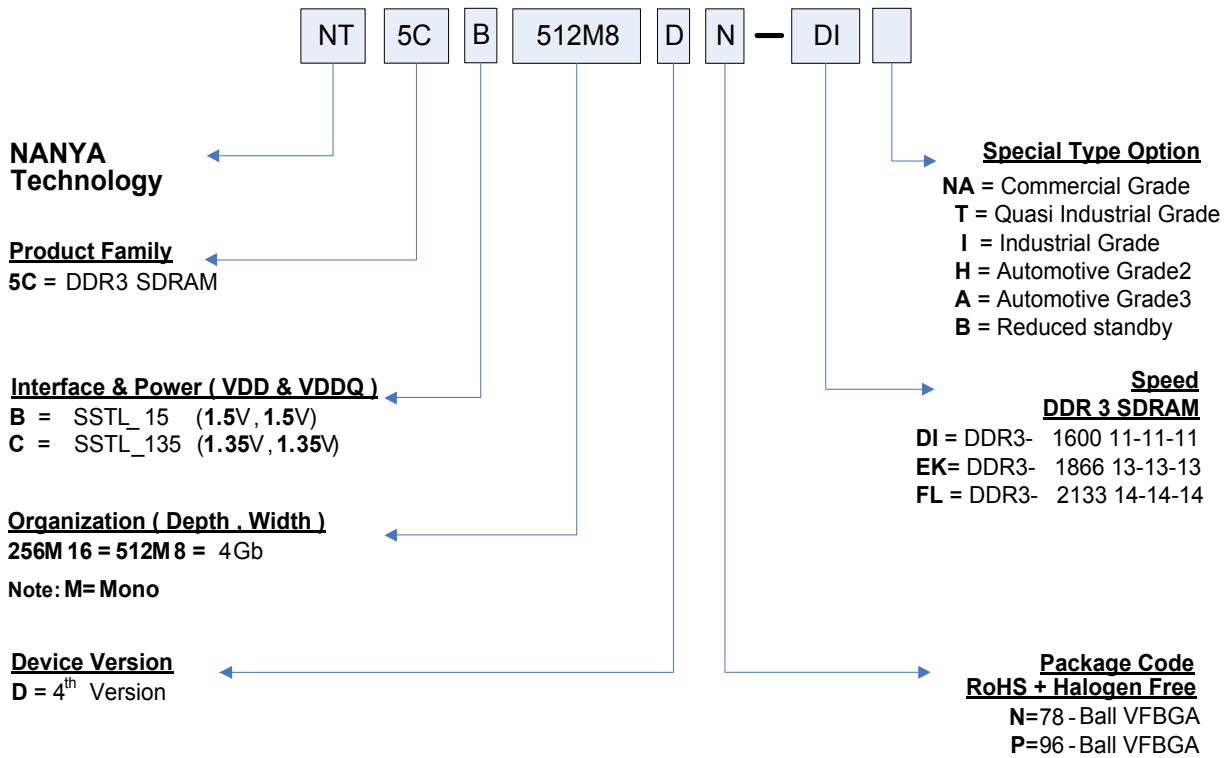 NT 5C B 512M8 D N — DI
NANYA
Technology
Product Family
5C = DDR3 SDRAM
Interface & Power ( VDD & VDDQ )
B = SSTL_15 (1.5V,1.5V)
C = SSTL_135 (1.35V,1.35V)
Organization ( Depth , Width )
256M16 = 512M8 = 4Gb
Note: M= Mono
Device Version
D = 4th Version
Special Type Option
NA = Commercial Grade
T = Quasi Industrial Grade
I = Industrial Grade
H = Automotive Grade2
A = Automotive Grade3
B = Reduced standby
Speed
DDR 3 SDRAM
DI = DDR3- 1600 11-11-11
EK= DDR3- 1866 13-13-13
FL = DDR3- 2133 14-14-14
Package Code
RoHS + Halogen Free
N=78 - Ball VFBGA
P=96 - Ball VFBGA